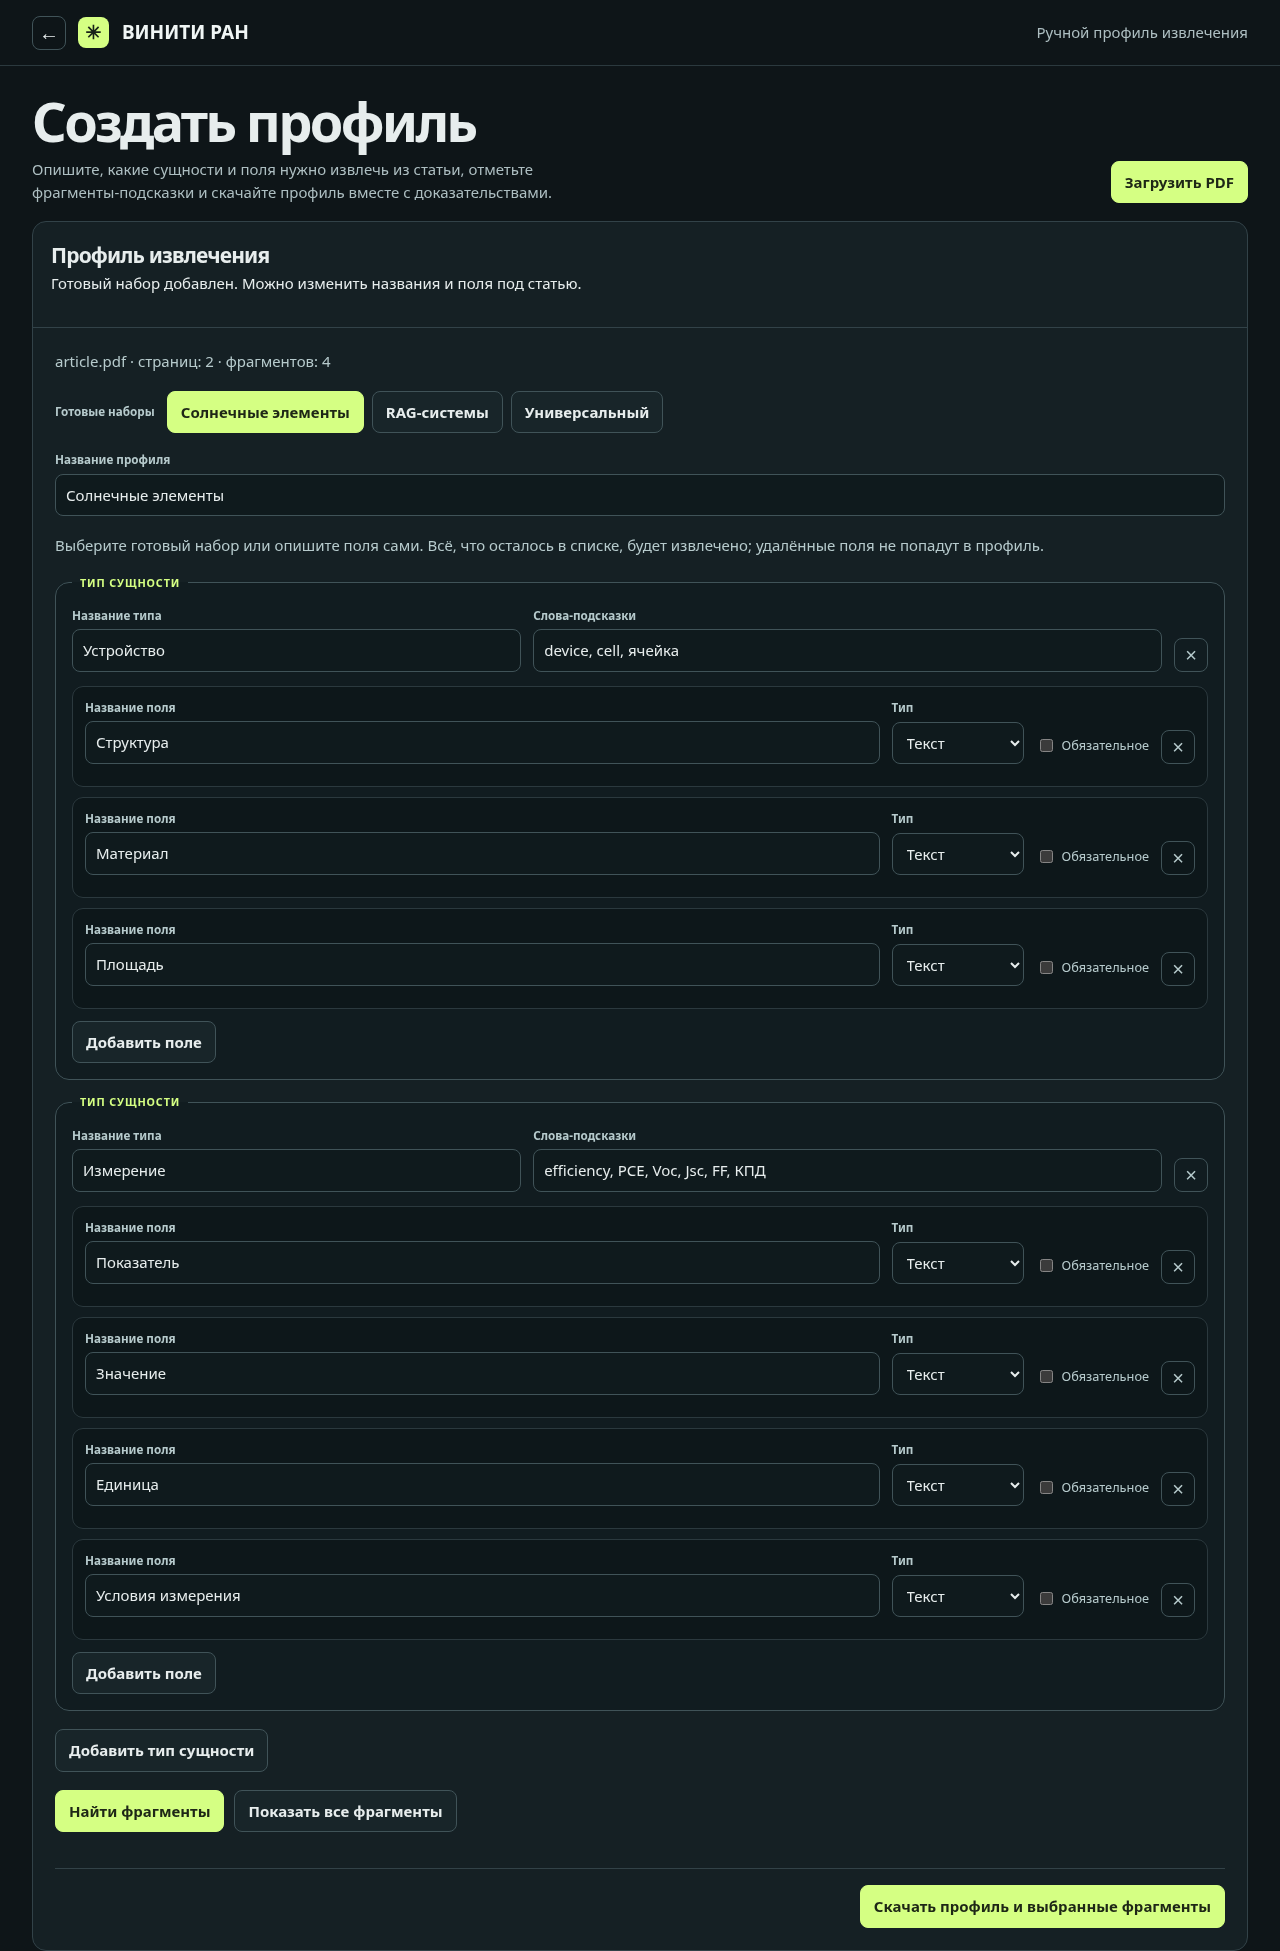 ← ✳ ВИНИТИ РАН
Ручной профиль извлечения
Создать профиль
Опишите, какие сущности и поля нужно извлечь из статьи, отметьте
фрагменты-подсказки и скачайте профиль вместе с доказательствами.
Загрузить PDF
Профиль извлечения
Готовый набор добавлен. Можно изменить названия и поля под статью.
article.pdf · страниц: 2 · фрагментов: 4
Готовые наборы Солнечные элементы RAG-системы Универсальный
Название профиля
Солнечные элементы
Выберите готовый набор или опишите поля сами. Всё, что осталось в списке, будет извлечено; удалённые поля не попадут в профиль.
ТИП СУЩНОСТИ
Название типа Слова-подсказки
Устройство device, cell, ячейка ×
Название поля Тип
Структура Текст Обязательное ×
Название поля Тип
Материал Текст Обязательное ×
Название поля Тип
Площадь Текст Обязательное ×
Добавить поле
ТИП СУЩНОСТИ
Название типа Слова-подсказки
Измерение efficiency, PCE, Voc, Jsc, FF, КПД ×
Название поля Тип
Показатель Текст Обязательное ×
Название поля Тип
Значение Текст Обязательное ×
Название поля Тип
Единица Текст Обязательное ×
Название поля Тип
Условия измерения Текст Обязательное ×
Добавить поле
Добавить тип сущности
Найти фрагменты Показать все фрагменты
Скачать профиль и выбранные фрагменты